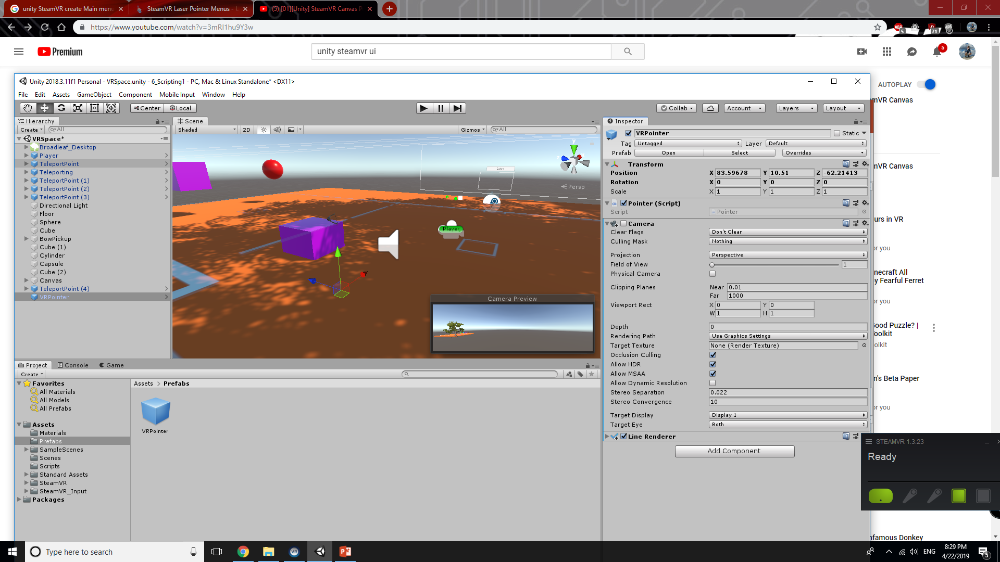 unity SteamVR create Main menu
SteamVR Laser Pointer Menus - U
(5) [01][Unity] SteamVR Canvas P
https://www.youtube.com/watch?v=3mRI1hu9Y3w
5
71
Premium
unity steamvr ui
5
Unity 2018.3.11f1 Personal - VRSpace.unity - 6_Scripting1 - PC, Mac & Linux Standalone* <DX11>
AUTOPLAY
File Edit Assets GameObject Component Mobile Input Window Help
mVR Canvas
Center Local
Collab Account Layers Layout
Hierarchy
Scene
Inspector
Create All
Shaded 2D Gizmos All
VRPointer Static
VRSpace*
Tag Untagged Layer Default
Broadleaf_Desktop
Prefab Open Select Overrides
Player
TeleportPoint
Transform
Teleporting
Position X 83.59678 Y 10.51 Z -62.21413
TeleportPoint (1)
Rotation X 0 Y 0 Z 0
TeleportPoint (2)
Scale X 1 Y 1 Z 1
TeleportPoint (3)
Directional Light
Floor
Sphere
Cube
BowPickup
Cube (1)
Cylinder
Capsule
Cube (2)
Canvas
TeleportPoint (4)
VRPointer
y
z
Persp
Button
Player
Camera Preview
Pointer (Script)
Script Pointer
Camera
Clear Flags Don't Clear
Culling Mask Nothing
Projection Perspective
Field of View 1
Physical Camera
Clipping Planes Near 0.01
Far 1000
Viewport Rect X 0 Y 0
W 1 H 1
Depth 0
Rendering Path Use Graphics Settings
Target Texture None (Render Texture)
Occlusion Culling
Allow HDR
Allow MSAA
Allow Dynamic Resolution
Stereo Separation 0.022
Stereo Convergence 10
Target Display Display 1
Target Eye Both
Line Renderer
Add Component
mVR Canvas
urs in VR
or you
necraft All
y Fearful Ferret
or you
Good Puzzle? |
oolkit
olkit
n's Beta Paper
or you
nfamous Donkey
Project Console Game
Create
Favorites
All Materials
All Models
All Prefabs
Assets
Materials
Prefabs
SampleScenes
Scenes
Scripts
Standard Assets
SteamVR
SteamVR_Input
Packages
Assets > Prefabs
VRPointer
STEAMVR 1.3.23
Ready
Type here to search
VR
ENG
8:29 PM
4/22/2019
5